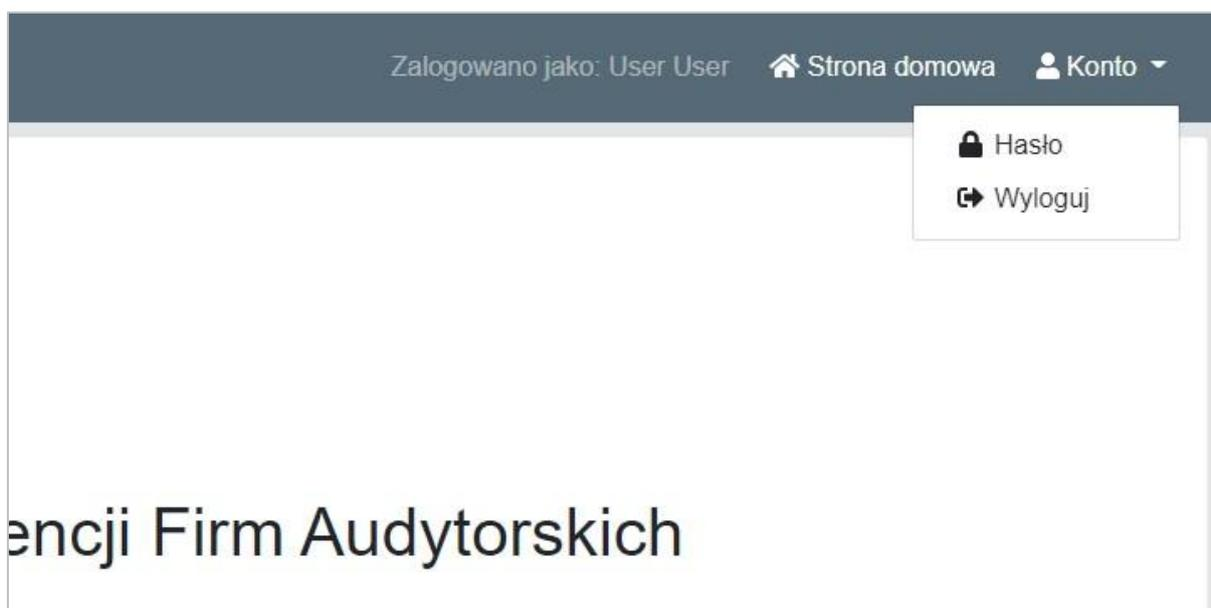 Zalogowano jako: User User Strona domowa Konto
Hasło
Wyloguj
encji Firm Audytorskich